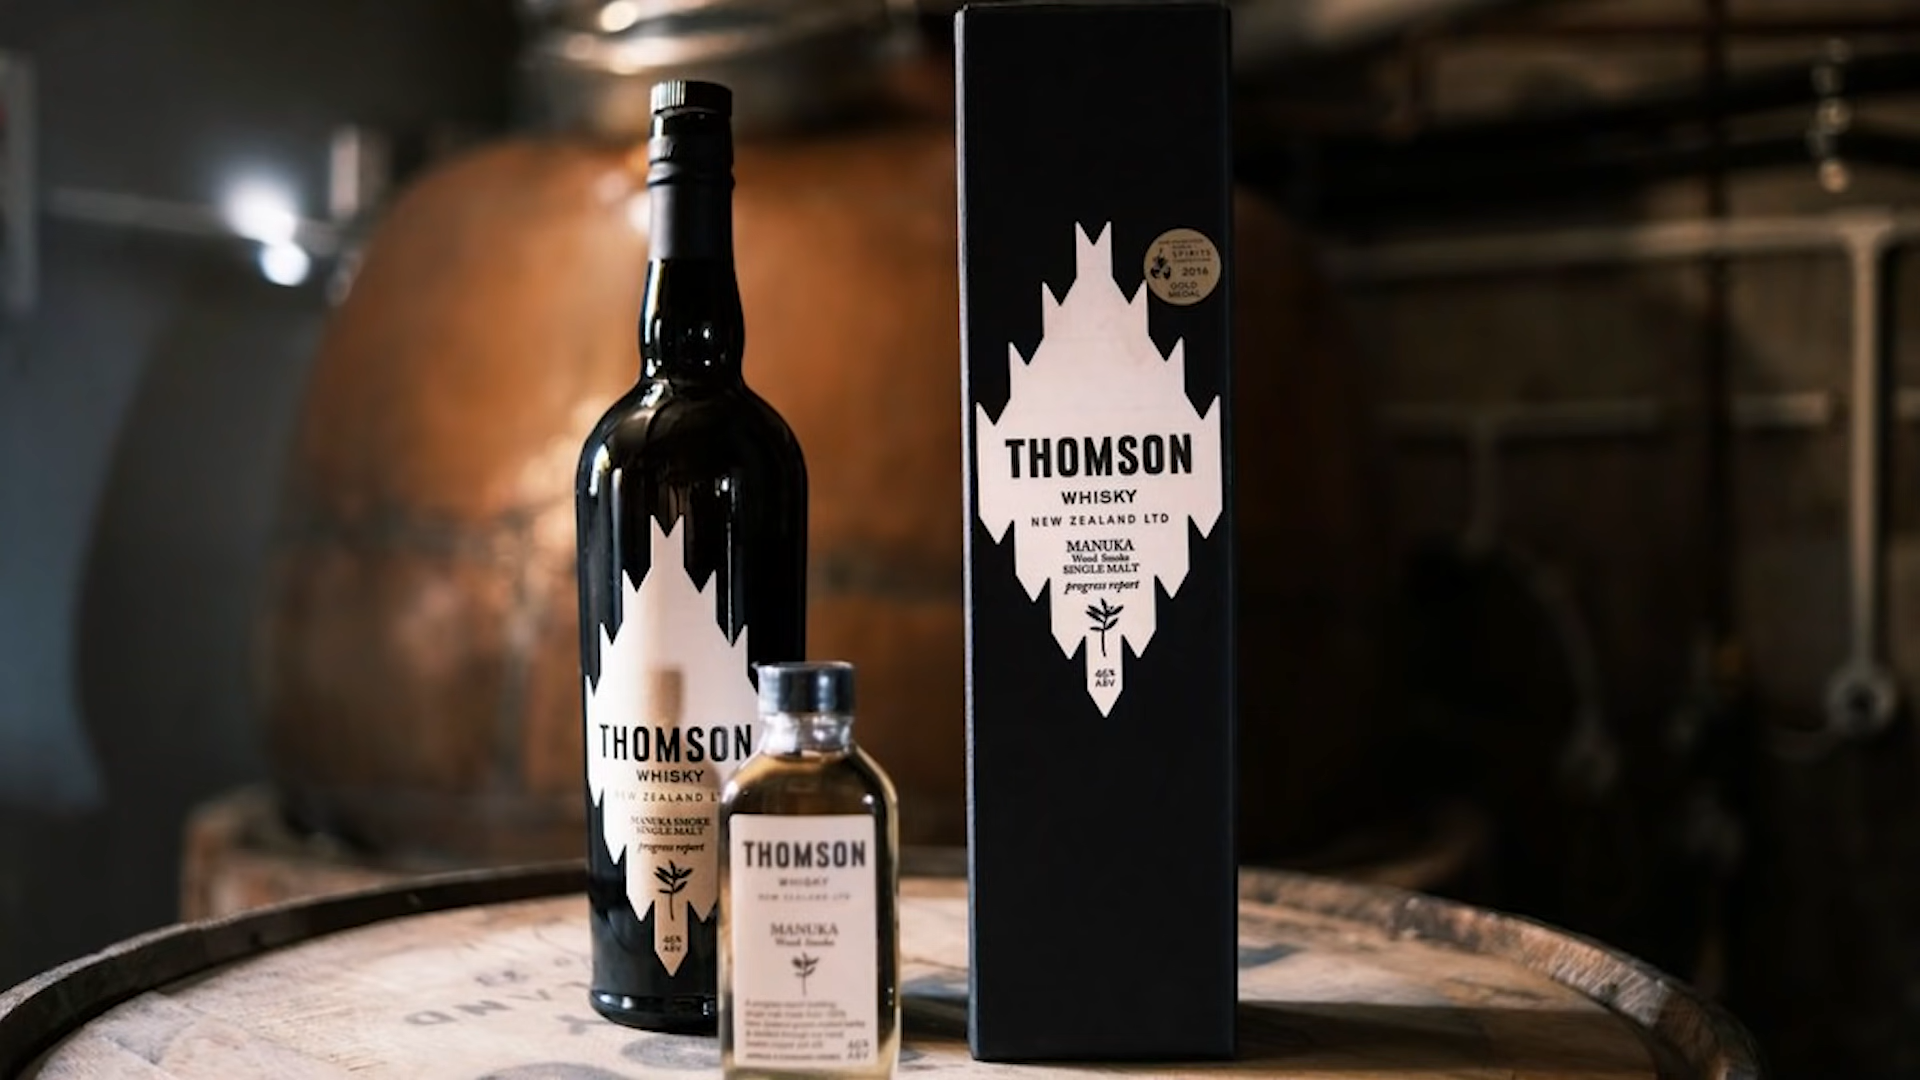 THOMSON
WHISKY
NEW ZEALAND LTD
MANUKA
Wood Smoke
SINGLE MALT
progress report
46%
ABV
SPIRITS
2016
GOLD
MEDAL
THOMSON
WHISKY
ZEALAND
MANUKA SMOKE
SINGLE MALT
progress report
46%
ABV
THOMSON
WHISKY
NEW ZEALAND LTD
MANUKA
Wood Smoke
46%
ABV